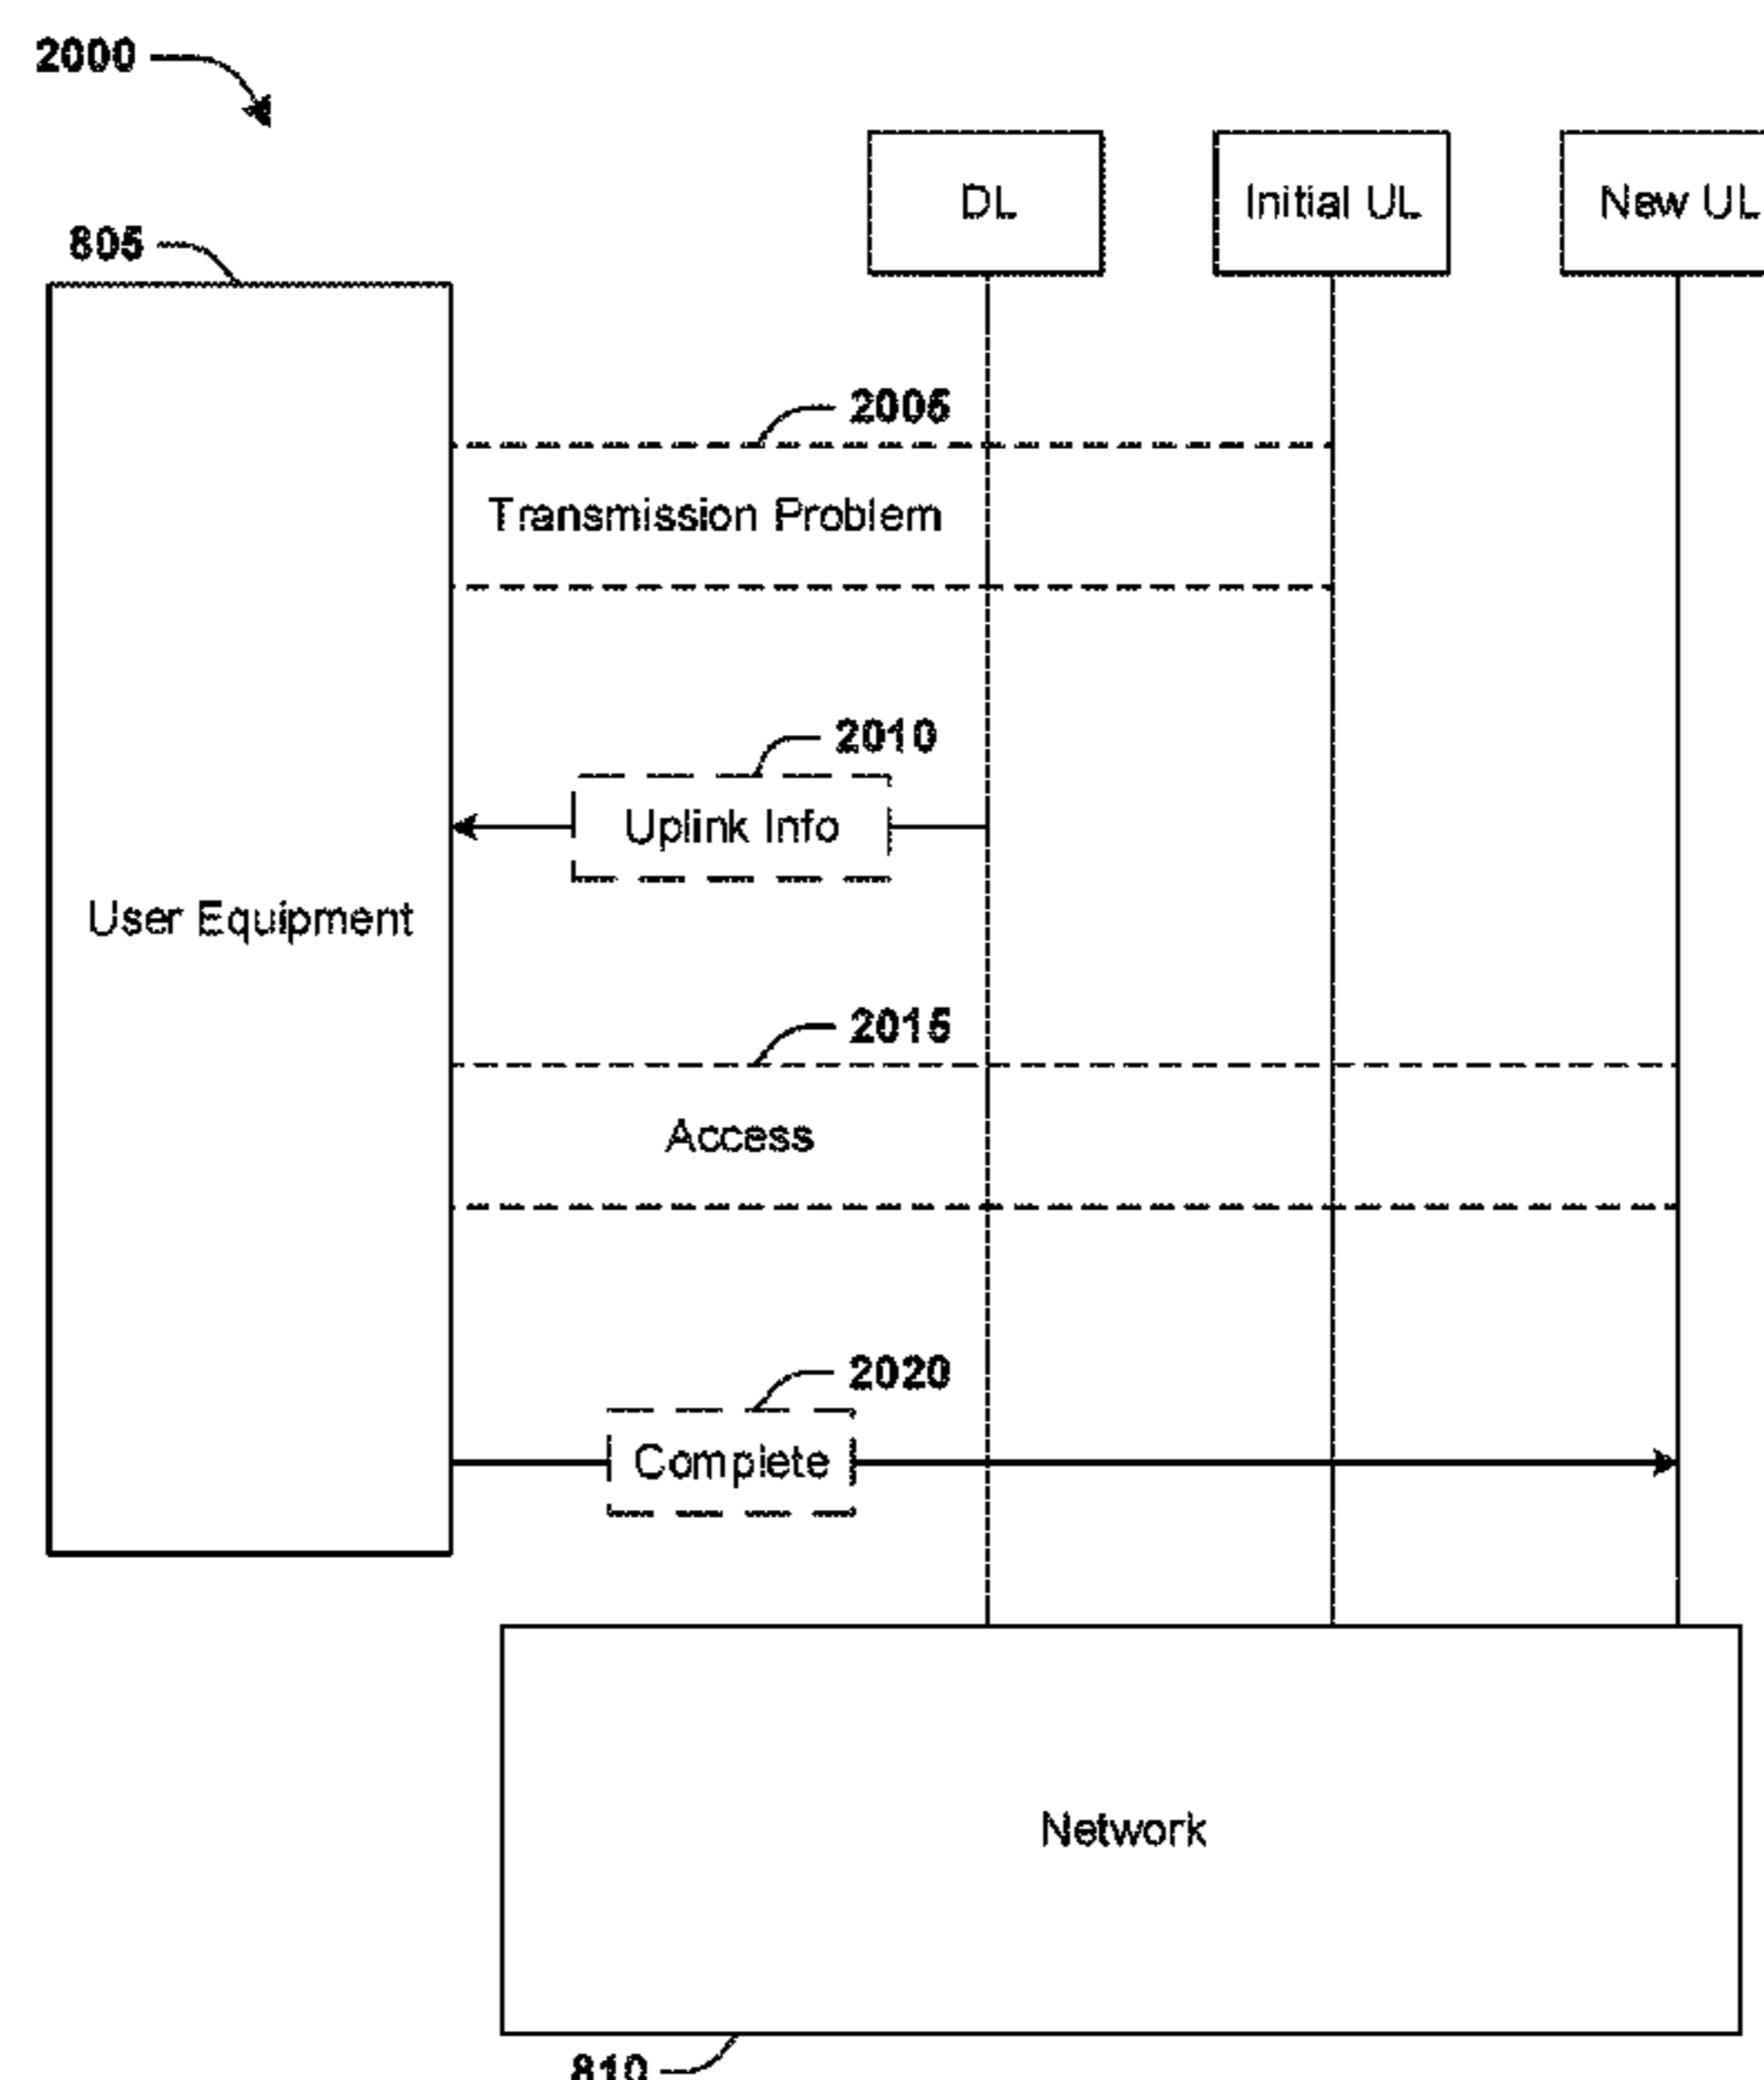 2000
DL
Initial UL
New UL
805
2005
Transmission Problem
2010
Uplink Info
User Equipment
2015
Access
2020
Complete
Network
810